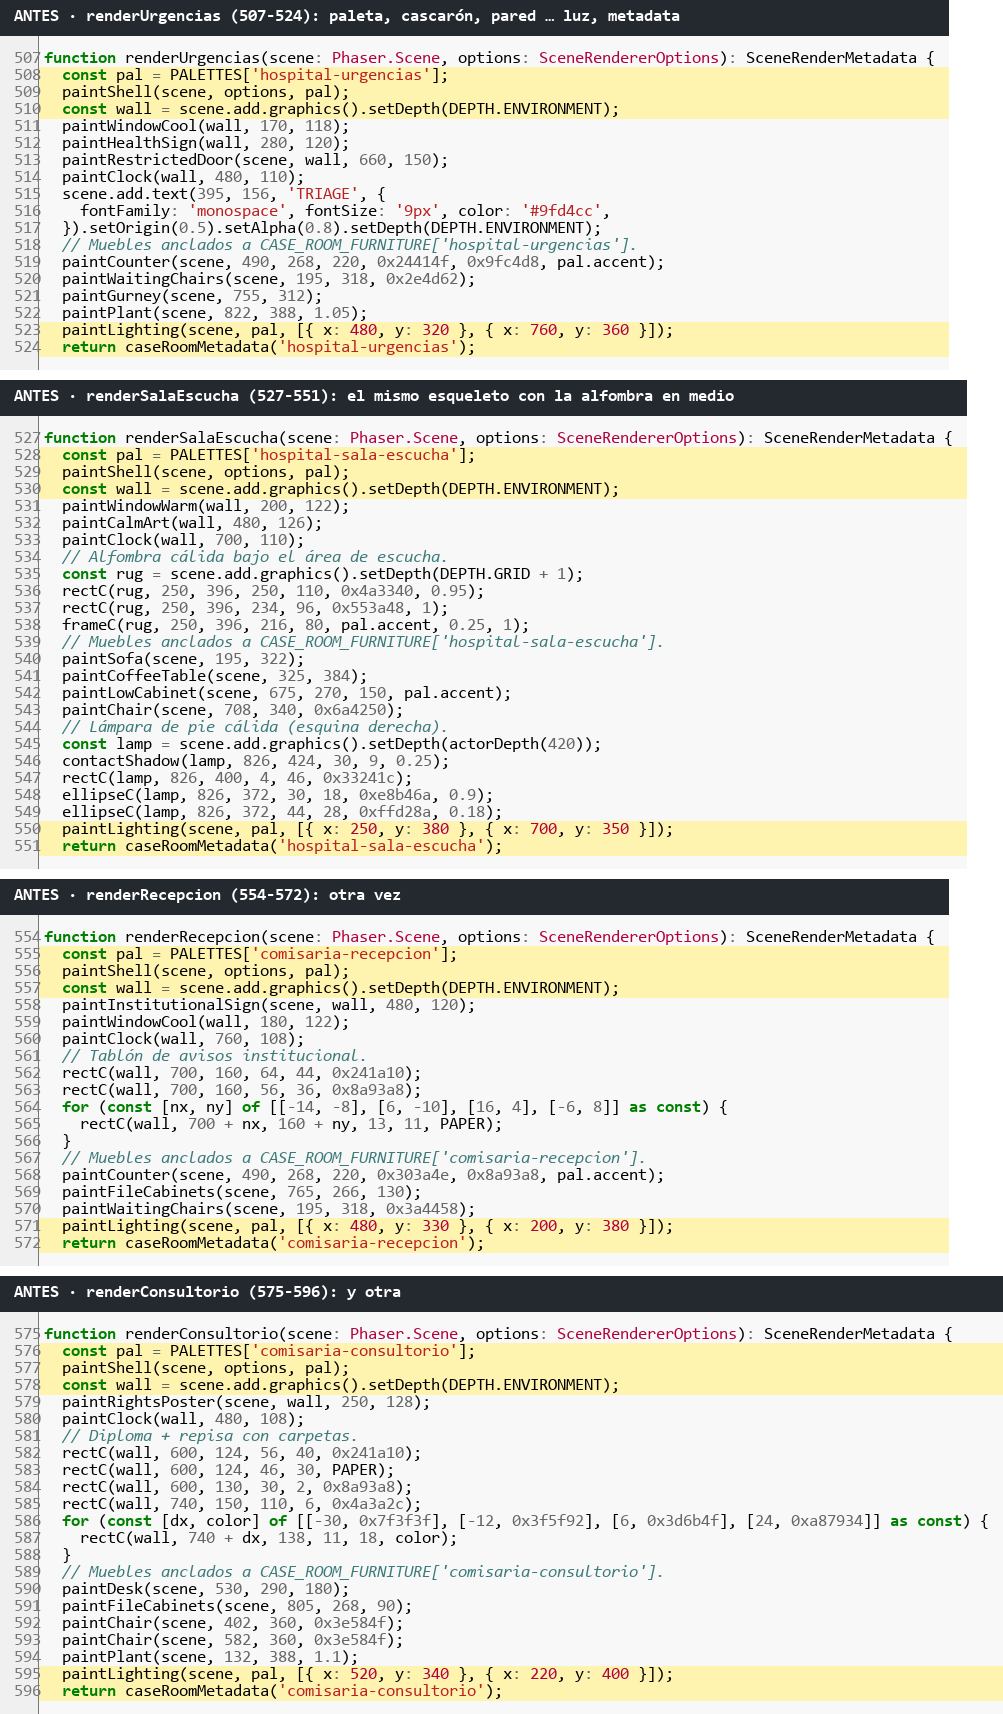 ANTES · renderUrgencias (507-524): paleta, cascarón, pared … luz, metadata
507 function renderUrgencias(scene: Phaser.Scene, options: SceneRendererOptions): SceneRenderMetadata {
508   const pal = PALETTES['hospital-urgencias'];
509   paintShell(scene, options, pal);
510   const wall = scene.add.graphics().setDepth(DEPTH.ENVIRONMENT);
511   paintWindowCool(wall, 170, 118);
512   paintHealthSign(wall, 280, 120);
513   paintRestrictedDoor(scene, wall, 660, 150);
514   paintClock(wall, 480, 110);
515   scene.add.text(395, 156, 'TRIAGE', {
516     fontFamily: 'monospace', fontSize: '9px', color: '#9fd4cc',
517   }).setOrigin(0.5).setAlpha(0.8).setDepth(DEPTH.ENVIRONMENT);
518   // Muebles anclados a CASE_ROOM_FURNITURE['hospital-urgencias'].
519   paintCounter(scene, 490, 268, 220, 0x24414f, 0x9fc4d8, pal.accent);
520   paintWaitingChairs(scene, 195, 318, 0x2e4d62);
521   paintGurney(scene, 755, 312);
522   paintPlant(scene, 822, 388, 1.05);
523   paintLighting(scene, pal, [{ x: 480, y: 320 }, { x: 760, y: 360 }]);
524   return caseRoomMetadata('hospital-urgencias');
ANTES · renderSalaEscucha (527-551): el mismo esqueleto con la alfombra en medio
527 function renderSalaEscucha(scene: Phaser.Scene, options: SceneRendererOptions): SceneRenderMetadata {
528   const pal = PALETTES['hospital-sala-escucha'];
529   paintShell(scene, options, pal);
530   const wall = scene.add.graphics().setDepth(DEPTH.ENVIRONMENT);
531   paintWindowWarm(wall, 200, 122);
532   paintCalmArt(wall, 480, 126);
533   paintClock(wall, 700, 110);
534   // Alfombra cálida bajo el área de escucha.
535   const rug = scene.add.graphics().setDepth(DEPTH.GRID + 1);
536   rectC(rug, 250, 396, 250, 110, 0x4a3340, 0.95);
537   rectC(rug, 250, 396, 234, 96, 0x553a48, 1);
538   frameC(rug, 250, 396, 216, 80, pal.accent, 0.25, 1);
539   // Muebles anclados a CASE_ROOM_FURNITURE['hospital-sala-escucha'].
540   paintSofa(scene, 195, 322);
541   paintCoffeeTable(scene, 325, 384);
542   paintLowCabinet(scene, 675, 270, 150, pal.accent);
543   paintChair(scene, 708, 340, 0x6a4250);
544   // Lámpara de pie cálida (esquina derecha).
545   const lamp = scene.add.graphics().setDepth(actorDepth(420));
546   contactShadow(lamp, 826, 424, 30, 9, 0.25);
547   rectC(lamp, 826, 400, 4, 46, 0x33241c);
548   ellipseC(lamp, 826, 372, 30, 18, 0xe8b46a, 0.9);
549   ellipseC(lamp, 826, 372, 44, 28, 0xffd28a, 0.18);
550   paintLighting(scene, pal, [{ x: 250, y: 380 }, { x: 700, y: 350 }]);
551   return caseRoomMetadata('hospital-sala-escucha');
ANTES · renderRecepcion (554-572): otra vez
554 function renderRecepcion(scene: Phaser.Scene, options: SceneRendererOptions): SceneRenderMetadata {
555   const pal = PALETTES['comisaria-recepcion'];
556   paintShell(scene, options, pal);
557   const wall = scene.add.graphics().setDepth(DEPTH.ENVIRONMENT);
558   paintInstitutionalSign(scene, wall, 480, 120);
559   paintWindowCool(wall, 180, 122);
560   paintClock(wall, 760, 108);
561   // Tablón de avisos institucional.
562   rectC(wall, 700, 160, 64, 44, 0x241a10);
563   rectC(wall, 700, 160, 56, 36, 0x8a93a8);
564   for (const [nx, ny] of [[-14, -8], [6, -10], [16, 4], [-6, 8]] as const) {
565     rectC(wall, 700 + nx, 160 + ny, 13, 11, PAPER);
566   }
567   // Muebles anclados a CASE_ROOM_FURNITURE['comisaria-recepcion'].
568   paintCounter(scene, 490, 268, 220, 0x303a4e, 0x8a93a8, pal.accent);
569   paintFileCabinets(scene, 765, 266, 130);
570   paintWaitingChairs(scene, 195, 318, 0x3a4458);
571   paintLighting(scene, pal, [{ x: 480, y: 330 }, { x: 200, y: 380 }]);
572   return caseRoomMetadata('comisaria-recepcion');
ANTES · renderConsultorio (575-596): y otra
575 function renderConsultorio(scene: Phaser.Scene, options: SceneRendererOptions): SceneRenderMetadata {
576   const pal = PALETTES['comisaria-consultorio'];
577   paintShell(scene, options, pal);
578   const wall = scene.add.graphics().setDepth(DEPTH.ENVIRONMENT);
579   paintRightsPoster(scene, wall, 250, 128);
580   paintClock(wall, 480, 108);
581   // Diploma + repisa con carpetas.
582   rectC(wall, 600, 124, 56, 40, 0x241a10);
583   rectC(wall, 600, 124, 46, 30, PAPER);
584   rectC(wall, 600, 130, 30, 2, 0x8a93a8);
585   rectC(wall, 740, 150, 110, 6, 0x4a3a2c);
586   for (const [dx, color] of [[-30, 0x7f3f3f], [-12, 0x3f5f92], [6, 0x3d6b4f], [24, 0xa87934]] as const) {
587     rectC(wall, 740 + dx, 138, 11, 18, color);
588   }
589   // Muebles anclados a CASE_ROOM_FURNITURE['comisaria-consultorio'].
590   paintDesk(scene, 530, 290, 180);
591   paintFileCabinets(scene, 805, 268, 90);
592   paintChair(scene, 402, 360, 0x3e584f);
593   paintChair(scene, 582, 360, 0x3e584f);
594   paintPlant(scene, 132, 388, 1.1);
595   paintLighting(scene, pal, [{ x: 520, y: 340 }, { x: 220, y: 400 }]);
596   return caseRoomMetadata('comisaria-consultorio');